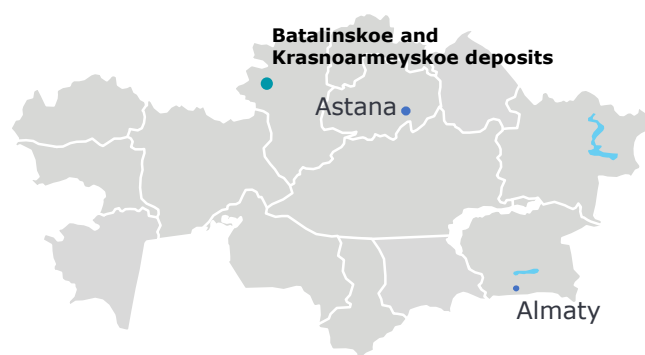 Batalinskoe and
Krasnoarmeyskoe deposits
Astana
Almaty